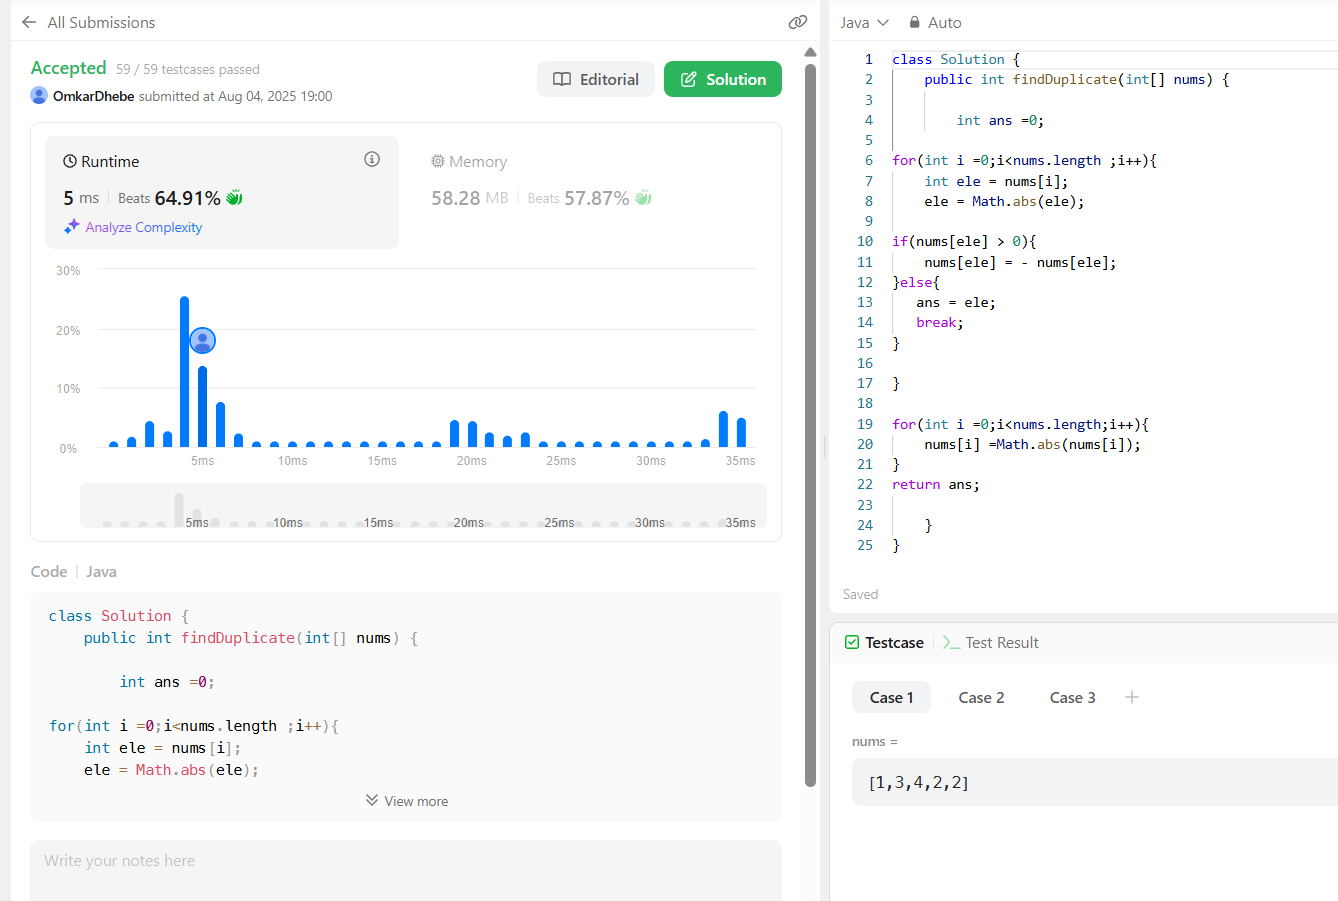 All Submissions
Accepted 59 / 59 testcases passed
OmkarDhebe submitted at Aug 04, 2025 19:00
Editorial
Solution
Runtime
5 ms Beats 64.91%
Analyze Complexity
Memory
58.28 MB Beats 57.87%
30%
20%
10%
0%
5ms 10ms 15ms 20ms 25ms 30ms 35ms
5ms 10ms 15ms 20ms 25ms 30ms 35ms
Code Java
class Solution {
    public int findDuplicate(int[] nums) {
        int ans =0;
for(int i =0;i<nums.length ;i++){
    int ele = nums[i];
    ele = Math.abs(ele);
View more
Write your notes here
Java Auto
1 class Solution {
2     public int findDuplicate(int[] nums) {
3
4         int ans =0;
5
6 for(int i =0;i<nums.length ;i++){
7     int ele = nums[i];
8     ele = Math.abs(ele);
9
10 if(nums[ele] > 0){
11     nums[ele] = - nums[ele];
12 }else{
13    ans = ele;
14    break;
15 }
16
17 }
18
19 for(int i =0;i<nums.length;i++){
20     nums[i] =Math.abs(nums[i]);
21 }
22 return ans;
23
24     }
25 }
Saved
Testcase >_ Test Result
Case 1 Case 2 Case 3 +
nums =
[1,3,4,2,2]